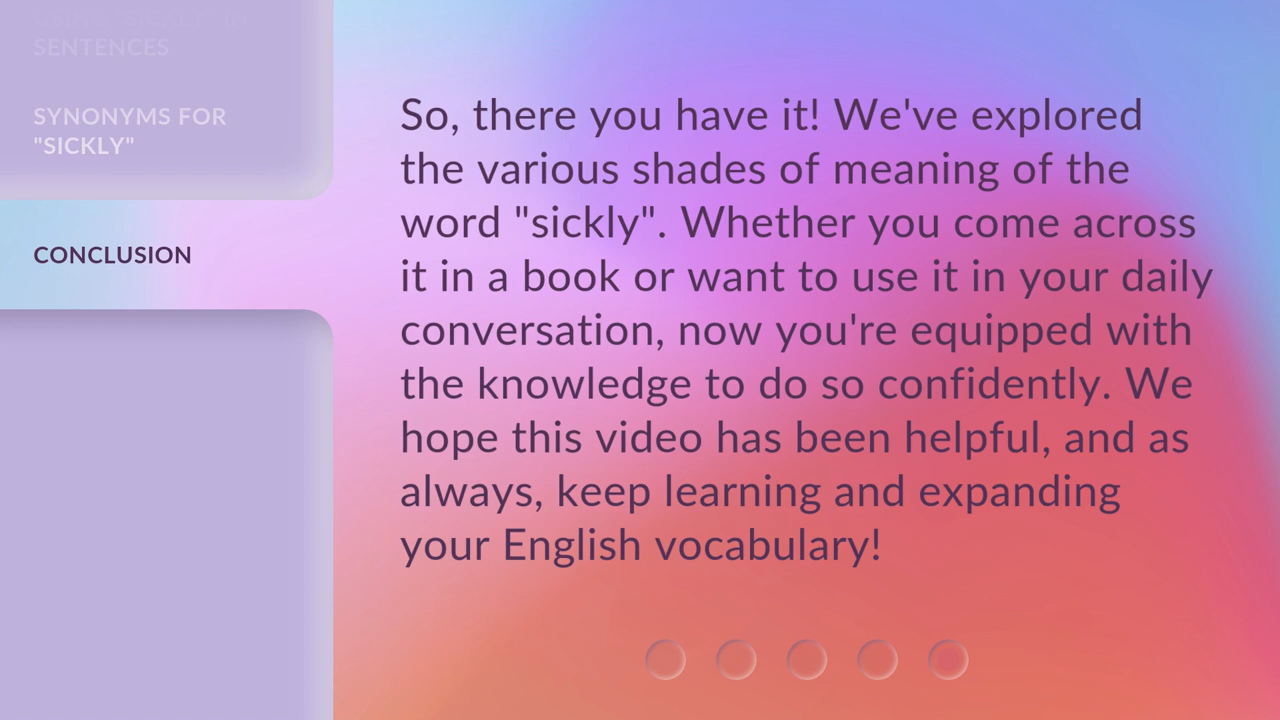 USING "SICKLY" IN
SENTENCES
SYNONYMS FOR
"SICKLY"
CONCLUSION
So, there you have it! We've explored
the various shades of meaning of the
word "sickly". Whether you come across
it in a book or want to use it in your daily
conversation, now you're equipped with
the knowledge to do so confidently. We
hope this video has been helpful, and as
always, keep learning and expanding
your English vocabulary!